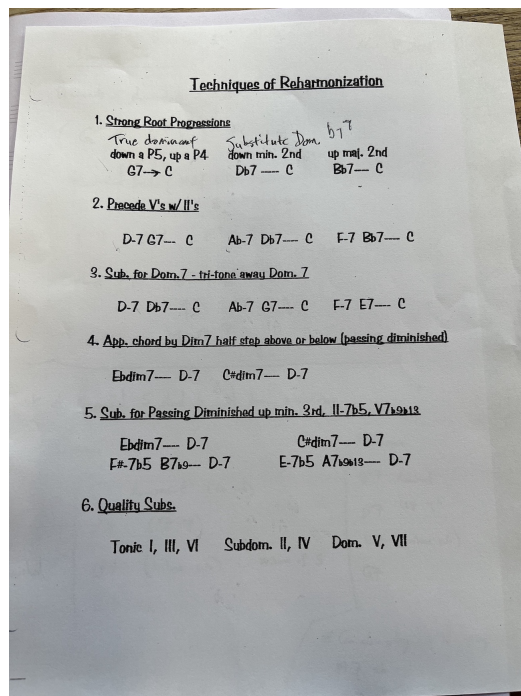 Techniques of Reharmonization
1. Strong Root Progressions
True dominant Substitute Dom. b77
down a P5, up a P4 down min. 2nd up maj. 2nd
G7→ C Db7 ---- C Bb7--- C
2. Precede V's w/ II's
D-7 G7--- C Ab-7 Db7---- C F-7 Bb7---- C
3. Sub. for Dom.7 - tri-tone away Dom. 7
D-7 Db7---- C Ab-7 G7---- C F-7 E7---- C
4. App. chord by Dim7 half step above or below (passing diminished)
Ebdim7---- D-7 C#dim7---- D-7
5. Sub. for Passing Diminished up min. 3rd, II-7b5, V7b9b13
Ebdim7---- D-7 C#dim7---- D-7
F#-7b5 B7b9--- D-7 E-7b5 A7b9b13---- D-7
6. Quality Subs.
Tonic I, III, VI Subdom. II, IV Dom. V, VII